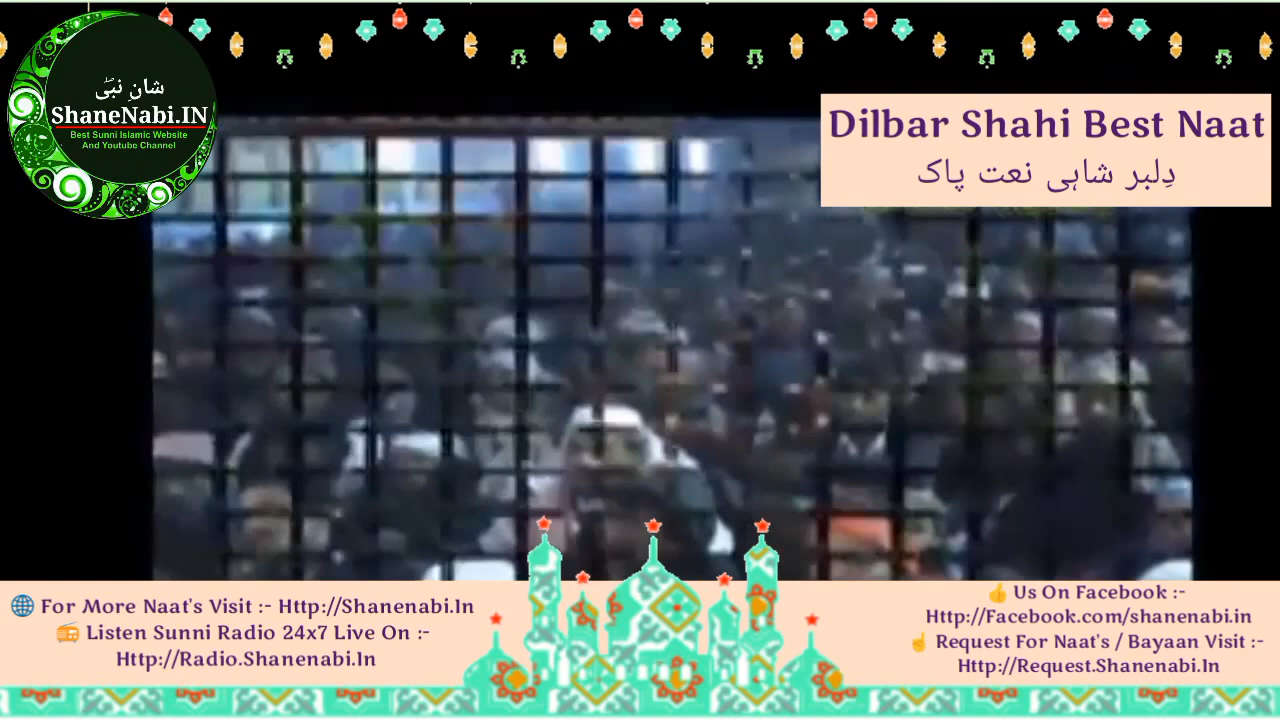 شانِ نبیؐ
ShaneNabi.IN
Best Sunni Islamic Website
And Youtube Channel
Dilbar Shahi Best Naat
دِلبر شاہی نعت پاک
🌐 For More Naat's Visit :- Http://Shanenabi.In
📻 Listen Sunni Radio 24x7 Live On :-
Http://Radio.Shanenabi.In
👍 Us On Facebook :-
Http://Facebook.com/shanenabi.in
☝ Request For Naat's / Bayaan Visit :-
Http://Request.Shanenabi.In